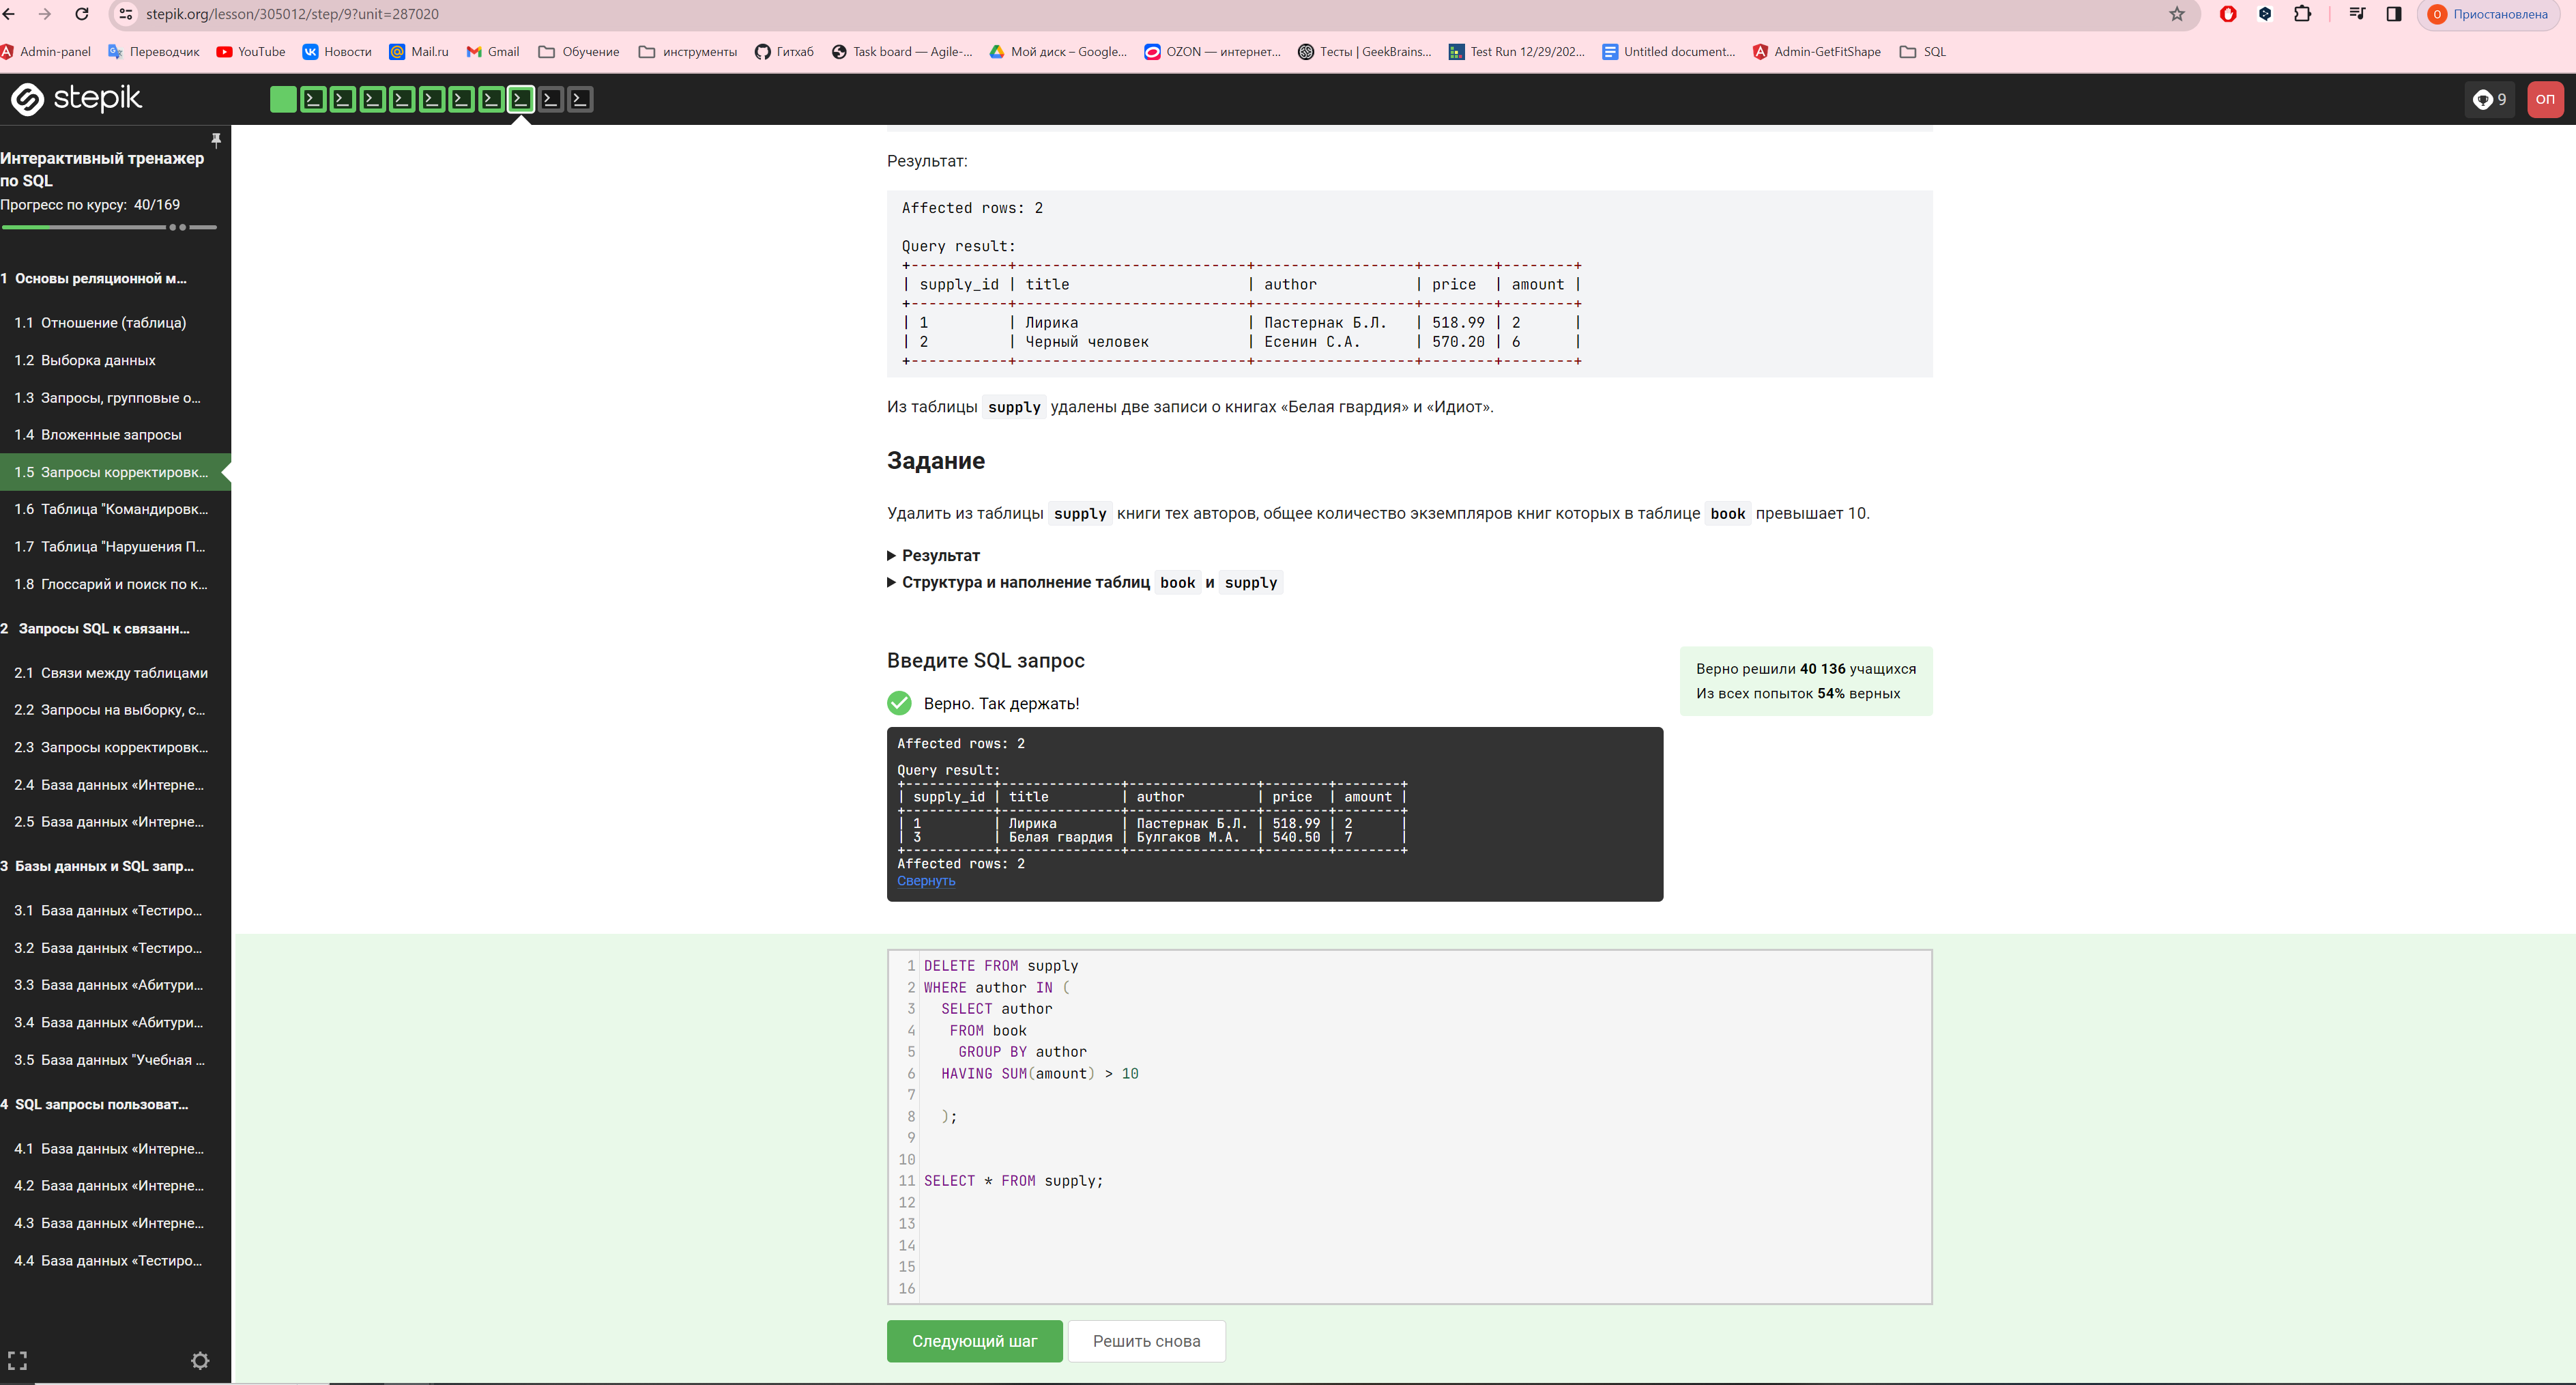 stepik.org/lesson/305012/step/9?unit=287020
О Приостановлена
Admin-panel Переводчик YouTube Новости Mail.ru Gmail Обучение инструменты Гитхаб Task board — Agile-... Мой диск – Google... OZON — интернет... Тесты | GeekBrains... Test Run 12/29/202... Untitled document... Admin-GetFitShape SQL
stepik
9 ОП
Интерактивный тренажер
по SQL
Прогресс по курсу: 40/169
1 Основы реляционной м...
1.1 Отношение (таблица)
1.2 Выборка данных
1.3 Запросы, групповые о...
1.4 Вложенные запросы
1.5 Запросы корректировк...
1.6 Таблица "Командировк...
1.7 Таблица "Нарушения П...
1.8 Глоссарий и поиск по к...
2 Запросы SQL к связанн...
2.1 Связи между таблицами
2.2 Запросы на выборку, с...
2.3 Запросы корректировк...
2.4 База данных «Интерне...
2.5 База данных «Интерне...
3 Базы данных и SQL запр...
3.1 База данных «Тестиро...
3.2 База данных «Тестиро...
3.3 База данных «Абитури...
3.4 База данных «Абитури...
3.5 База данных "Учебная ...
4 SQL запросы пользоват...
4.1 База данных «Интерне...
4.2 База данных «Интерне...
4.3 База данных «Интерне...
4.4 База данных «Тестиро...
Результат:
Affected rows: 2
Query result:
+-----------+--------------------------+------------------+--------+--------+
| supply_id | title | author | price | amount |
+-----------+--------------------------+------------------+--------+--------+
| 1 | Лирика | Пастернак Б.Л. | 518.99 | 2 |
| 2 | Черный человек | Есенин С.А. | 570.20 | 6 |
+-----------+--------------------------+------------------+--------+--------+
Из таблицы supply удалены две записи о книгах «Белая гвардия» и «Идиот».
Задание
Удалить из таблицы supply книги тех авторов, общее количество экземпляров книг которых в таблице book превышает 10.
Результат
Структура и наполнение таблиц book и supply
Введите SQL запрос
Верно решили 40 136 учащихся
Из всех попыток 54% верных
Верно. Так держать!
Affected rows: 2
Query result:
+-----------+---------------+----------------+--------+--------+
| supply_id | title | author | price | amount |
+-----------+---------------+----------------+--------+--------+
| 1 | Лирика | Пастернак Б.Л. | 518.99 | 2 |
| 3 | Белая гвардия | Булгаков М.А. | 540.50 | 7 |
+-----------+---------------+----------------+--------+--------+
Affected rows: 2
Свернуть
1 DELETE FROM supply
2 WHERE author IN (
3 SELECT author
4 FROM book
5 GROUP BY author
6 HAVING SUM(amount) > 10
7
8 );
9
10
11 SELECT * FROM supply;
12
13
14
15
16
Следующий шаг Решить снова